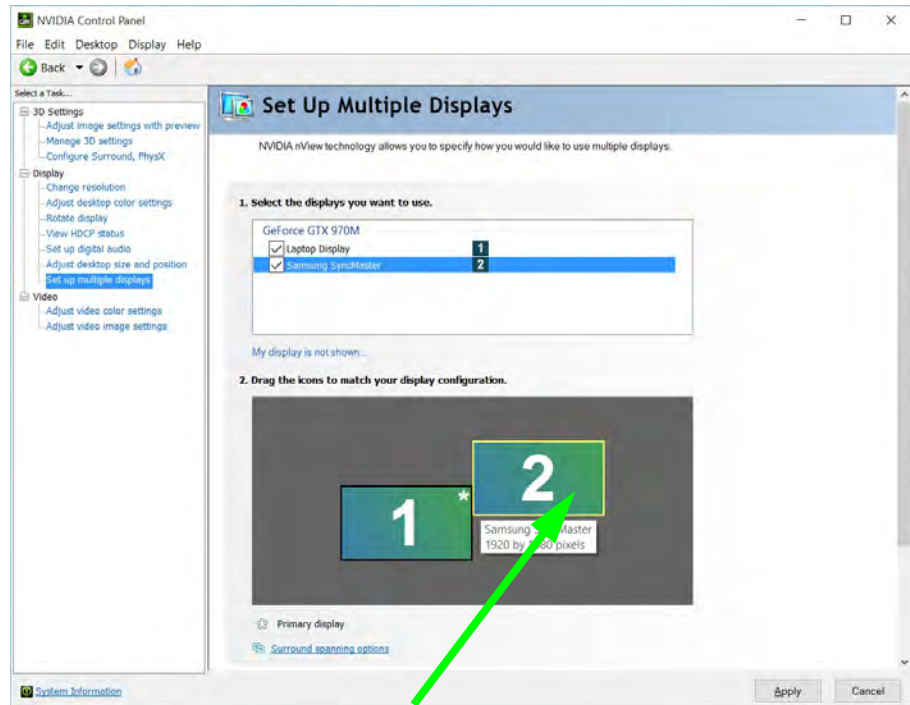 NVIDIA Control Panel
File Edit Desktop Display Help
Back
Select a Task...
3D Settings
Adjust image settings with preview
Manage 3D settings
Configure Surround, PhysX
Display
Change resolution
Adjust desktop color settings
Rotate display
View HDCP status
Set up digital audio
Adjust desktop size and position
Set up multiple displays
Video
Adjust video color settings
Adjust video image settings
Set Up Multiple Displays
NVIDIA nView technology allows you to specify how you would like to use multiple displays.
1. Select the displays you want to use.
GeForce GTX 970M
Laptop Display 1
Samsung SyncMaster 2
My display is not shown...
2. Drag the icons to match your display configuration.
2
1 *
Samsung Master
1920 by 80 pixels
Primary display
Surround spanning options
System Information
Apply Cancel